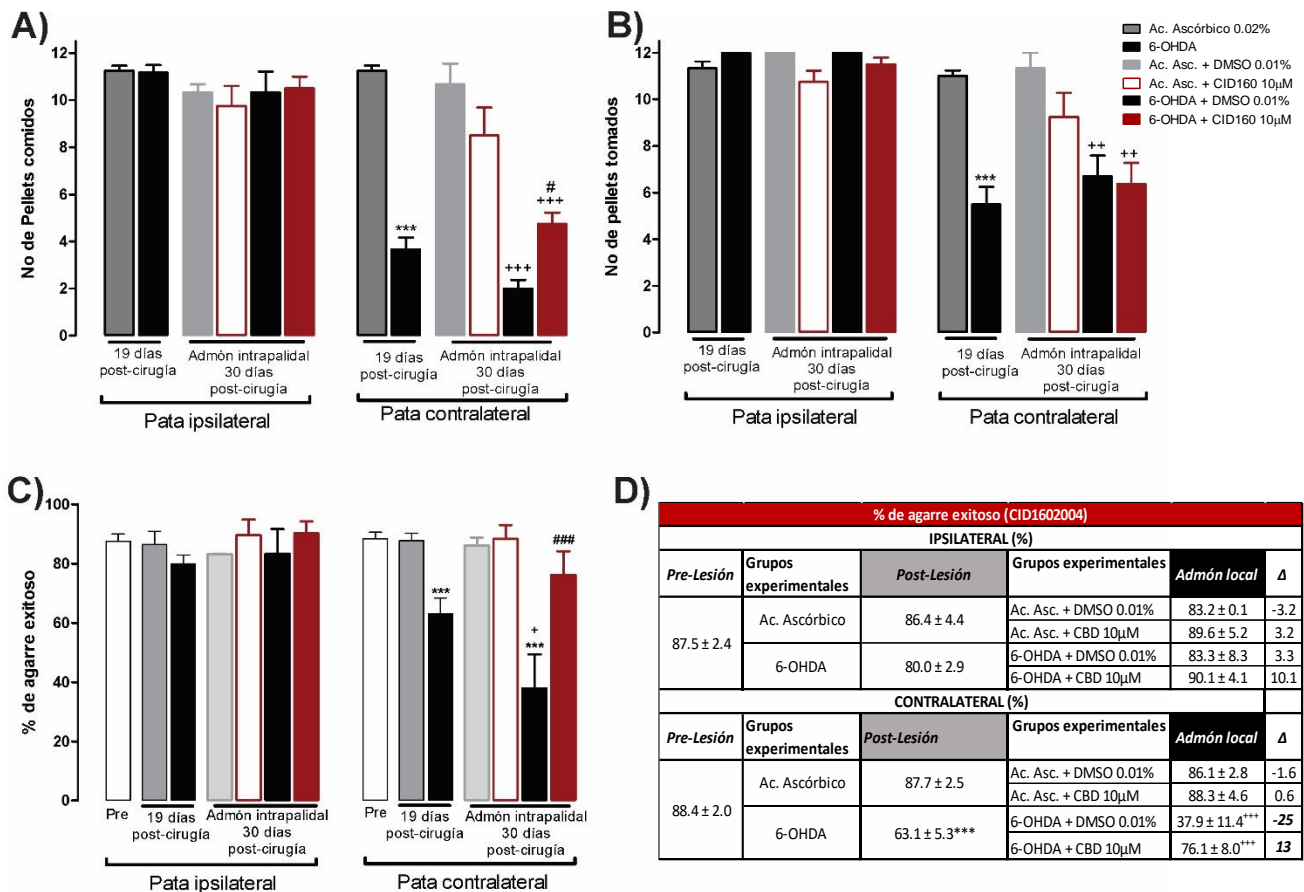 A)
No de Pellets comidos
12
10
8
6
4
2
0
***
+++
#
+++
19 días
post-cirugía
Admón intrapalidal
30 días
post-cirugía
Pata ipsilateral
19 días
post-cirugía
Admón intrapalidal
30 días
post-cirugía
Pata contralateral
B)
No de pellets tomados
12
10
8
6
4
2
0
***
++
++
19 días
post-cirugía
Admón intrapalidal
30 días
post-cirugía
Pata ipsilateral
19 días
post-cirugía
Admón intrapalidal
30 días
post-cirugía
Pata contralateral
Ac. Ascórbico 0.02%
6-OHDA
Ac. Asc. + DMSO 0.01%
Ac. Asc. + CID160 10µM
6-OHDA + DMSO 0.01%
6-OHDA + CID160 10µM
C)
% de agarre exitoso
100
80
60
40
20
0
***
+
***
###
Pre
19 días
post-cirugía
Admón intrapalidal
30 días
post-cirugía
Pata ipsilateral
Pre
19 días
post-cirugía
Admón intrapalidal
30 días
post-cirugía
Pata contralateral
D)
% de agarre exitoso (CID1602004)
IPSILATERAL (%)
Pre-Lesión Grupos experimentales Post-Lesión Grupos experimentales Admón local Δ
87.5 ± 2.4 Ac. Ascórbico 86.4 ± 4.4 Ac. Asc. + DMSO 0.01% 83.2 ± 0.1 -3.2
Ac. Asc. + CBD 10µM 89.6 ± 5.2 3.2
6-OHDA 80.0 ± 2.9 6-OHDA + DMSO 0.01% 83.3 ± 8.3 3.3
6-OHDA + CBD 10µM 90.1 ± 4.1 10.1
CONTRALATERAL (%)
Pre-Lesión Grupos experimentales Post-Lesión Grupos experimentales Admón local Δ
88.4 ± 2.0 Ac. Ascórbico 87.7 ± 2.5 Ac. Asc. + DMSO 0.01% 86.1 ± 2.8 -1.6
Ac. Asc. + CBD 10µM 88.3 ± 4.6 0.6
6-OHDA 63.1 ± 5.3*** 6-OHDA + DMSO 0.01% 37.9 ± 11.4+++ -25
6-OHDA + CBD 10µM 76.1 ± 8.0+++ 13